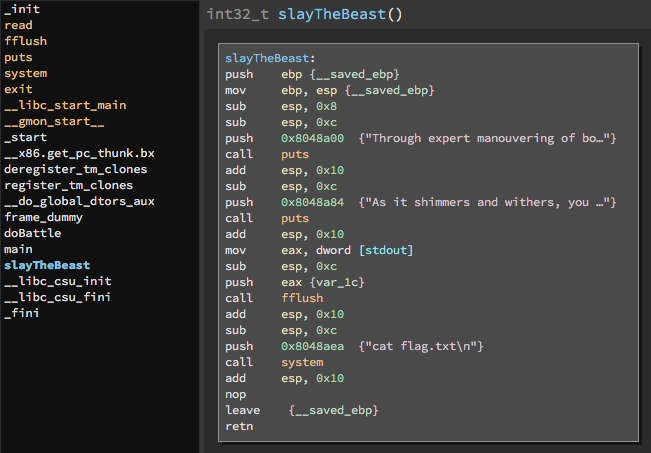 _init
read
fflush
puts
system
exit
__libc_start_main
__gmon_start__
_start
__x86.get_pc_thunk.bx
deregister_tm_clones
register_tm_clones
__do_global_dtors_aux
frame_dummy
doBattle
main
slayTheBeast
__libc_csu_init
__libc_csu_fini
_fini
int32_t slayTheBeast()
slayTheBeast:
push ebp {__saved_ebp}
mov ebp, esp {__saved_ebp}
sub esp, 0x8
sub esp, 0xc
push 0x8048a00 {"Through expert manouvering of bo…"}
call puts
add esp, 0x10
sub esp, 0xc
push 0x8048a84 {"As it shimmers and withers, you …"}
call puts
add esp, 0x10
mov eax, dword [stdout]
sub esp, 0xc
push eax {var_1c}
call fflush
add esp, 0x10
sub esp, 0xc
push 0x8048aea {"cat flag.txt\n"}
call system
add esp, 0x10
nop
leave {__saved_ebp}
retn